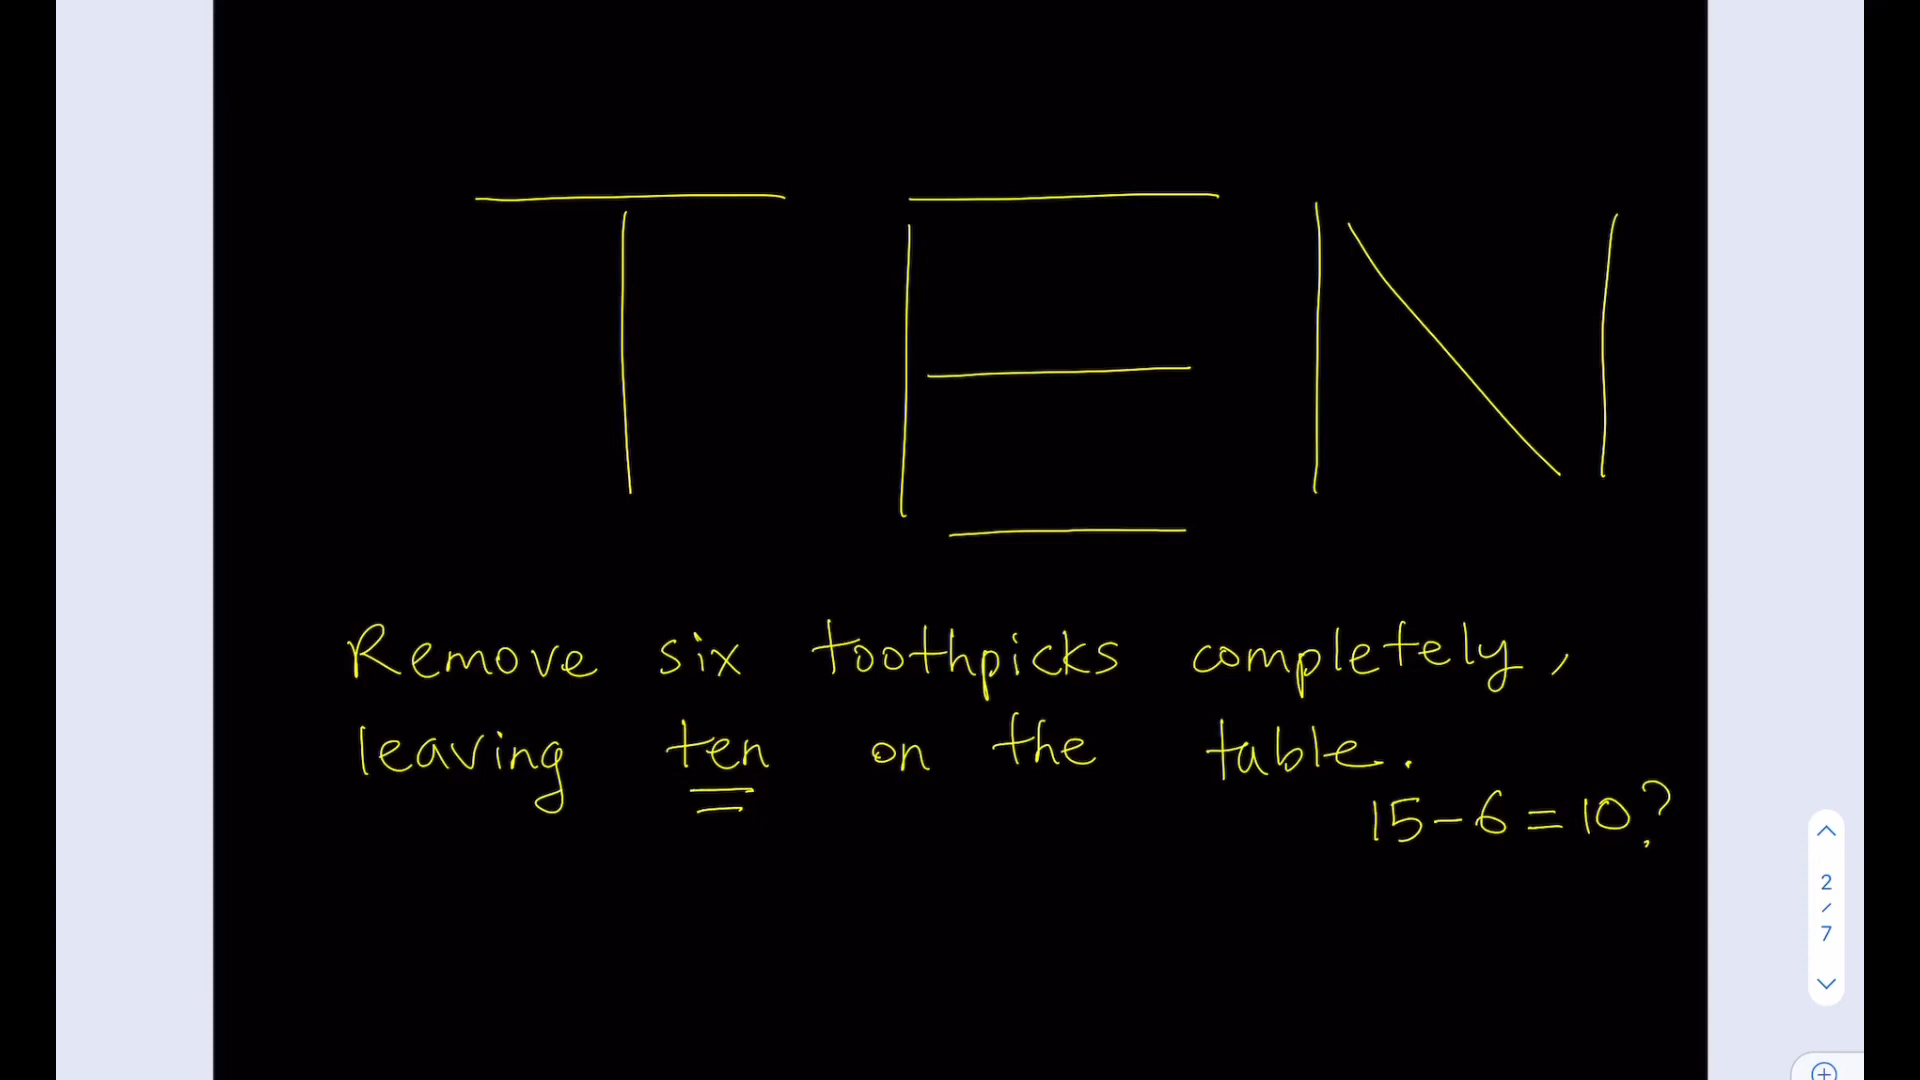 TEN
Remove six toothpicks completely,
leaving ten on the table.
15-6=10?
2
/
7